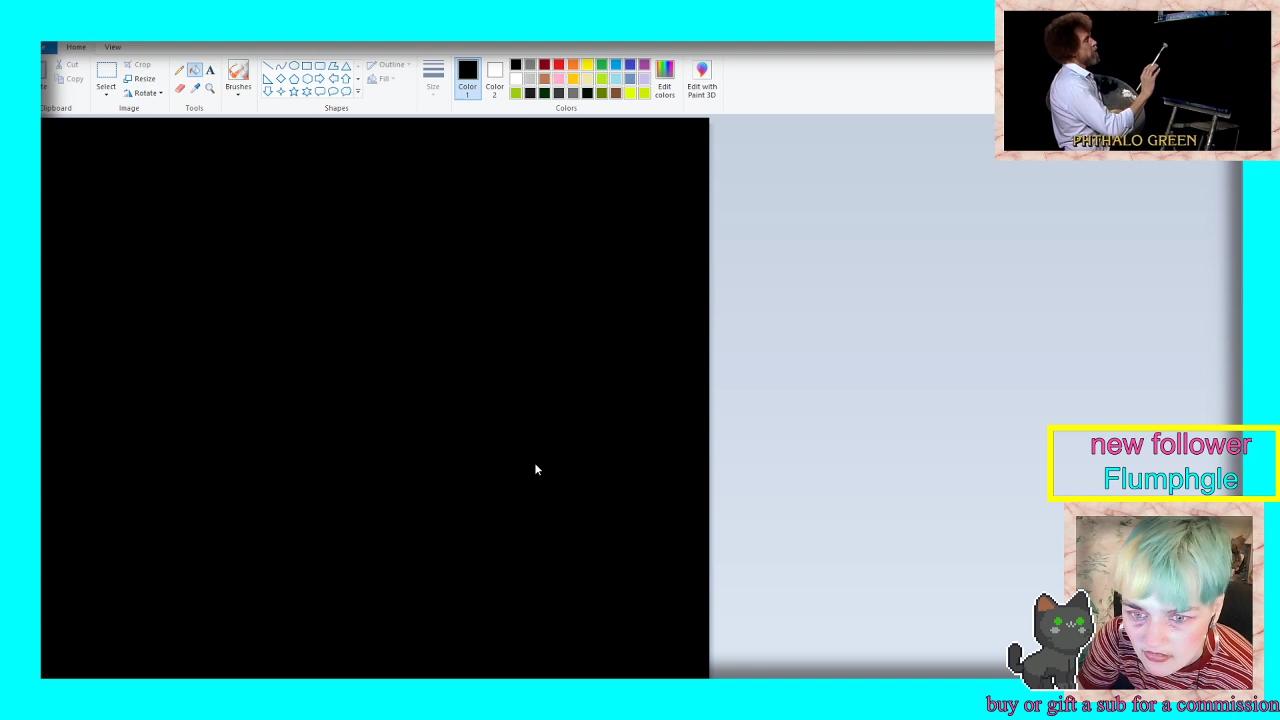 Home View
Cut
Copy
Clipboard
Select
Crop
Resize
Rotate
Image
Tools
Brushes
Shapes
Outline
Fill
Size
Color 1
Color 2
Colors
Edit colors
Edit with Paint 3D
PHTHALO GREEN
new follower
Flumphgle
buy or gift a sub for a commission